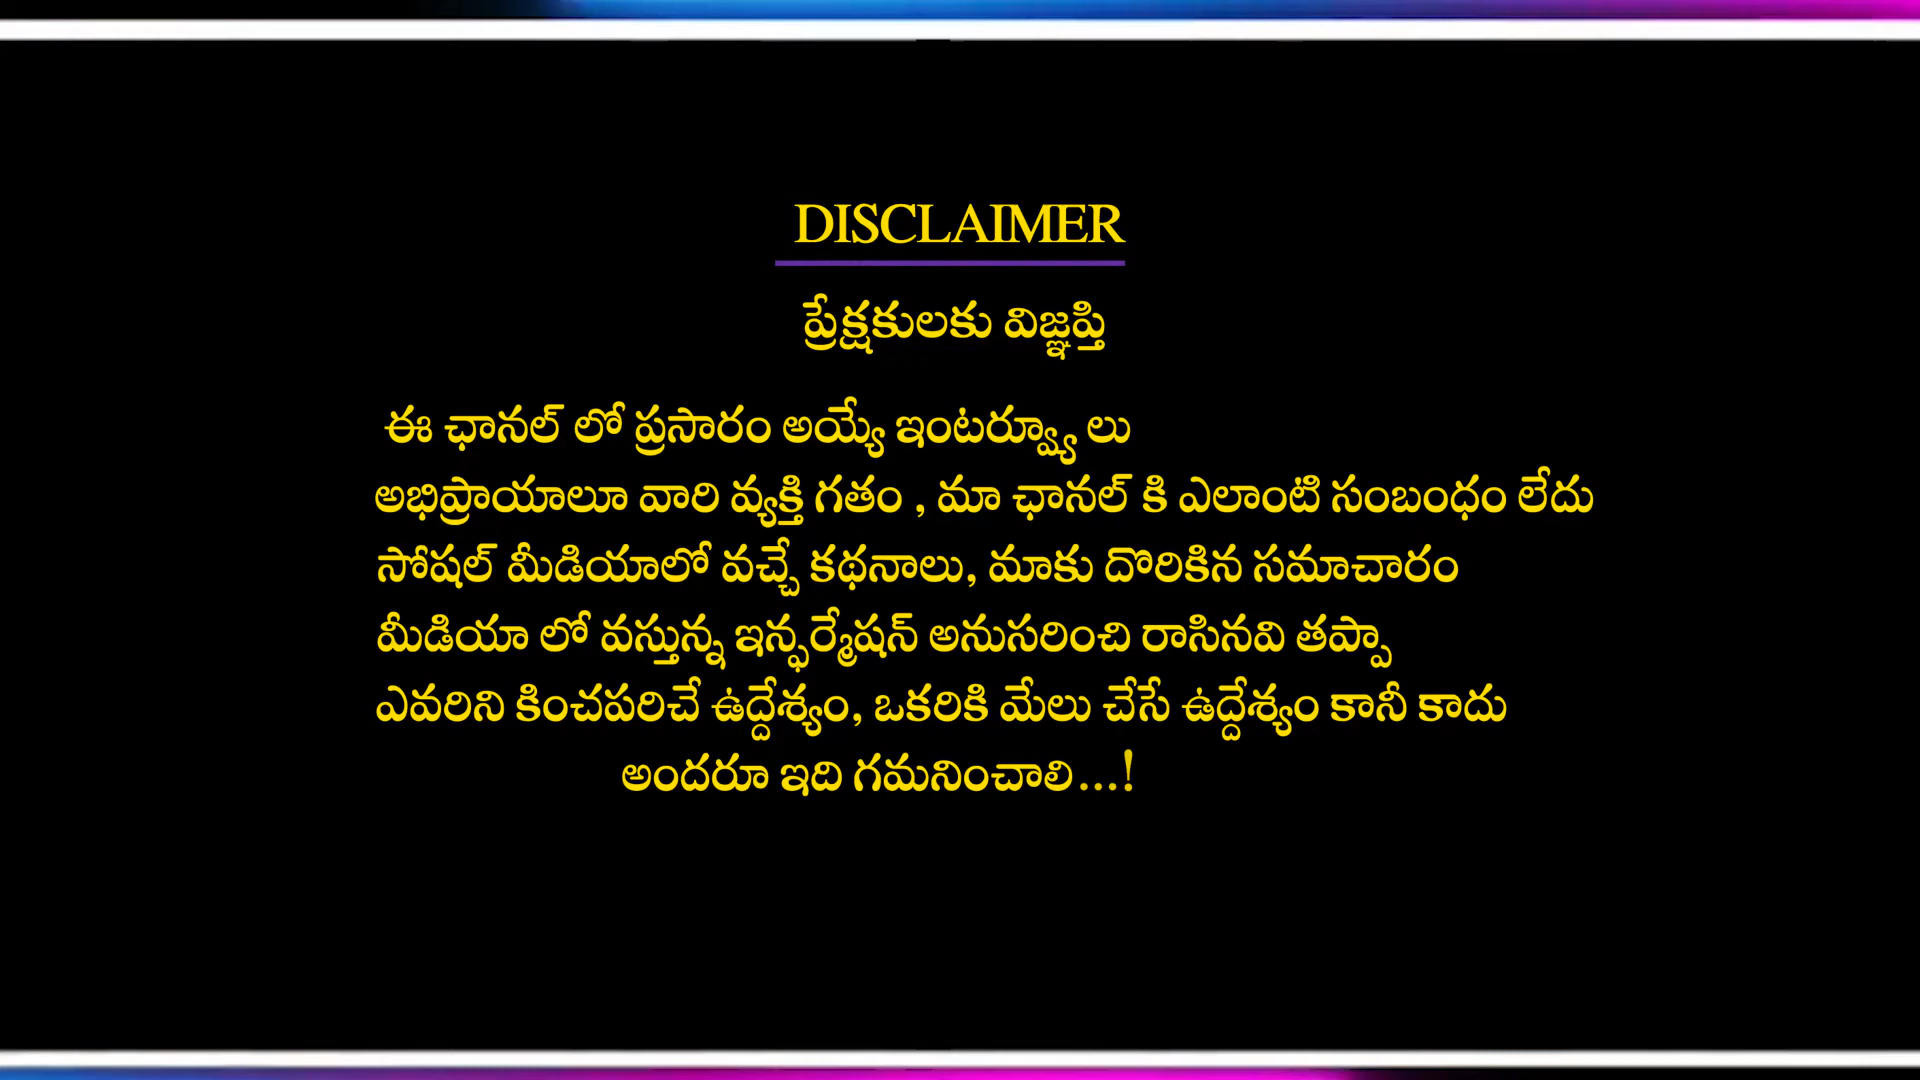 DISCLAIMER
ప్రేక్షకులకు విజ్ఞప్తి
ఈ ఛానల్ లో ప్రసారం అయ్యే ఇంటర్వ్యూ లు
అభిప్రాయాలూ వారి వ్యక్తి గతం , మా ఛానల్ కి ఎలాంటి సంబంధం లేదు
సోషల్ మీడియాలో వచ్చే కథనాలు, మాకు దొరికిన సమాచారం
మీడియా లో వస్తున్న ఇన్ఫర్మేషన్ అనుసరించి రాసినవి తప్పా
ఎవరిని కించపరిచే ఉద్దేశ్యం, ఒకరికి మేలు చేసే ఉద్దేశ్యం కానీ కాదు
అందరూ ఇది గమనించాలి...!